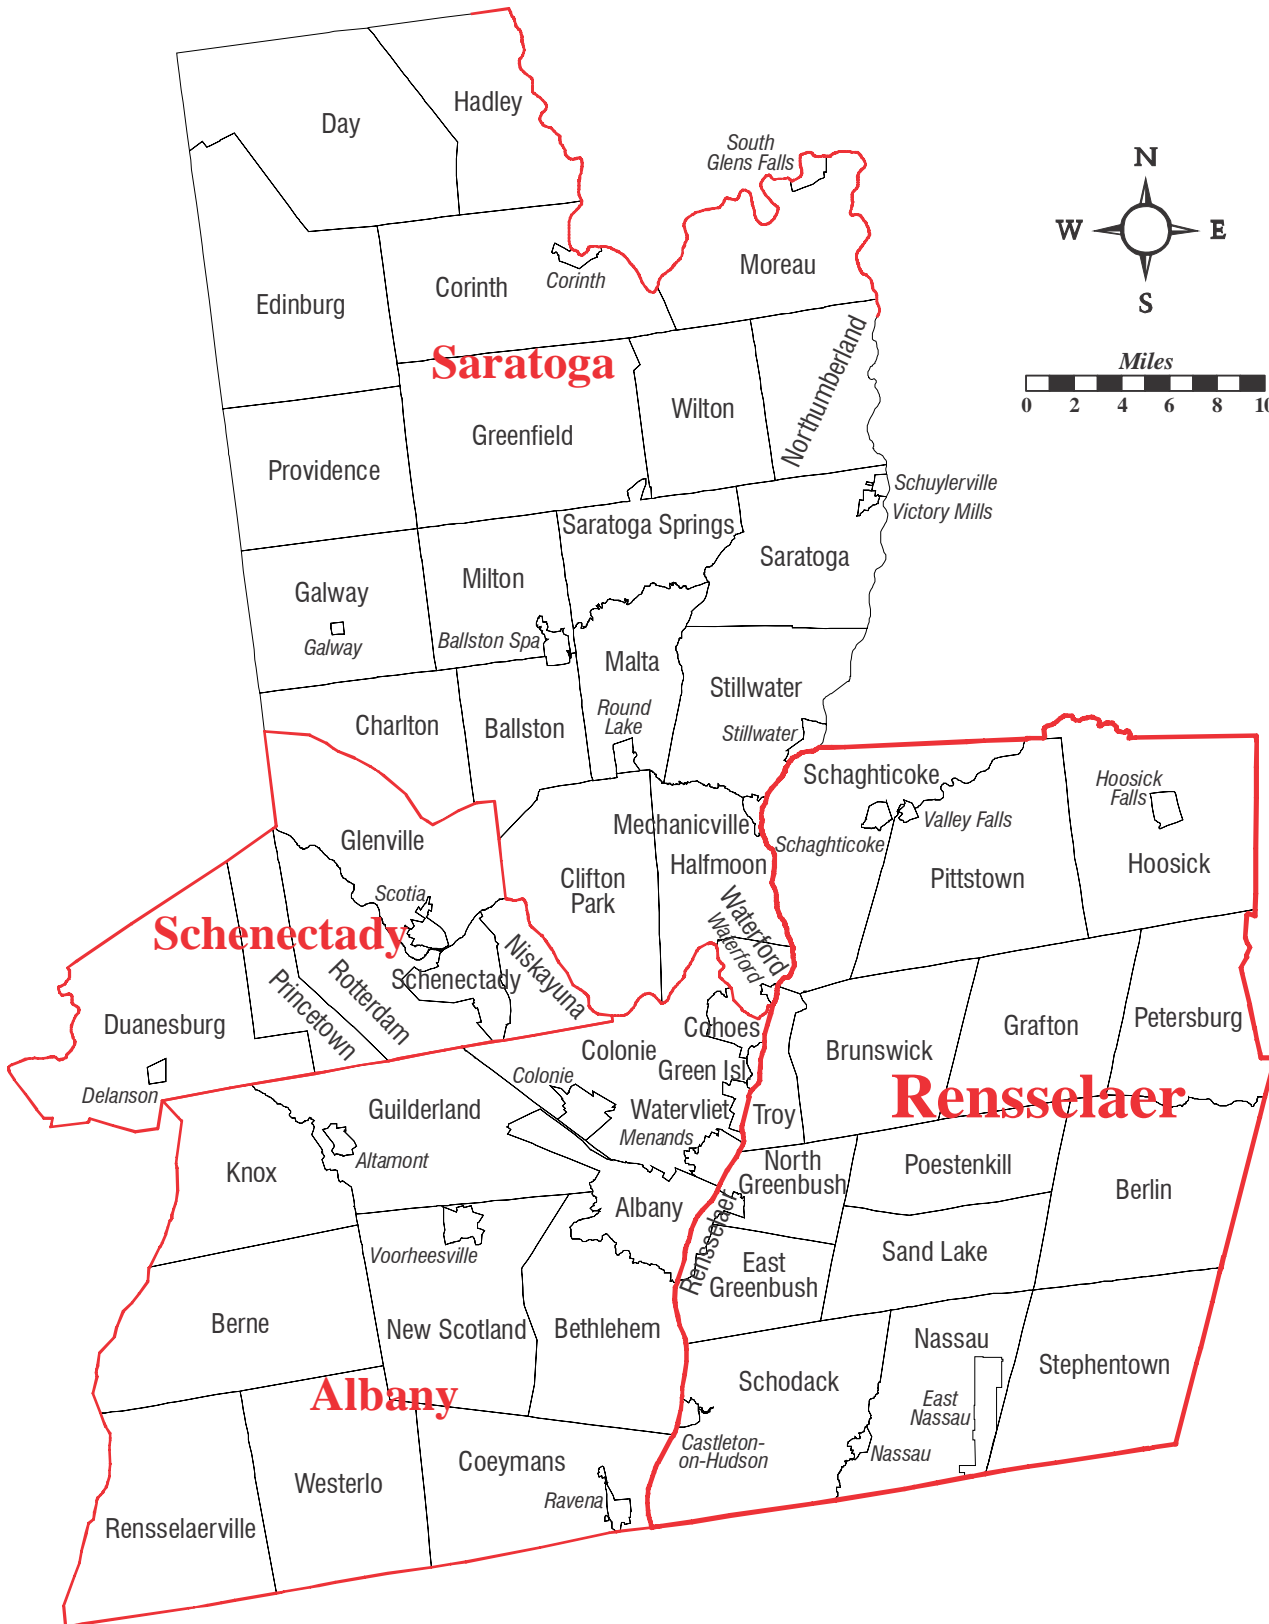 Day
Hadley
South
Glens Falls
N
W
E
S
Moreau
Edinburg
Corinth
Corinth
Saratoga
Northumberland
Miles
0 2 4 6 8 10
Wilton
Greenfield
Providence
Schuylerville
Victory Mills
Saratoga Springs
Saratoga
Milton
Galway
Galway
Ballston Spa
Malta
Stillwater
Round
Lake
Stillwater
Charlton
Ballston
Schaghticoke
Hoosick
Falls
Valley Falls
Schaghticoke
Mechanicville
Glenville
Halfmoon
Hoosick
Clifton
Park
Pittstown
Scotia
Waterford
Waterford
Schenectady
Niskayuna
Schenectady
Rotterdam
Princetown
Duanesburg
Delanson
Cohoes
Colonie
Green Isl
Colonie
Watervliet
Menands
Troy
Brunswick
Grafton
Petersburg
Rensselaer
Guilderland
Altamont
Knox
North
Greenbush
Poestenkill
Berlin
Albany
Rensselaer
Voorheesville
East
Greenbush
Sand Lake
Berne
New Scotland
Bethlehem
Nassau
Stephentown
Schodack
Albany
East
Nassau
Castleton-
on-Hudson
Nassau
Coeymans
Westerlo
Ravena
Rensselaerville